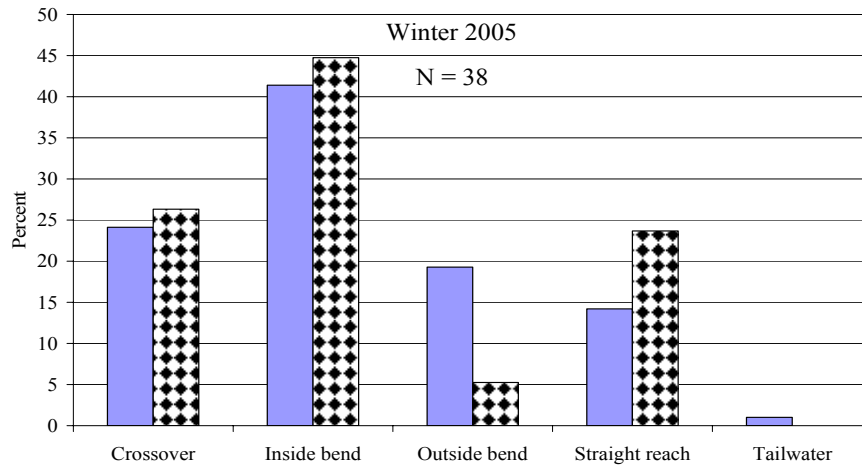 Winter 2005
N = 38
Percent
50
45
40
35
30
25
20
15
10
5
0
Crossover Inside bend Outside bend Straight reach Tailwater